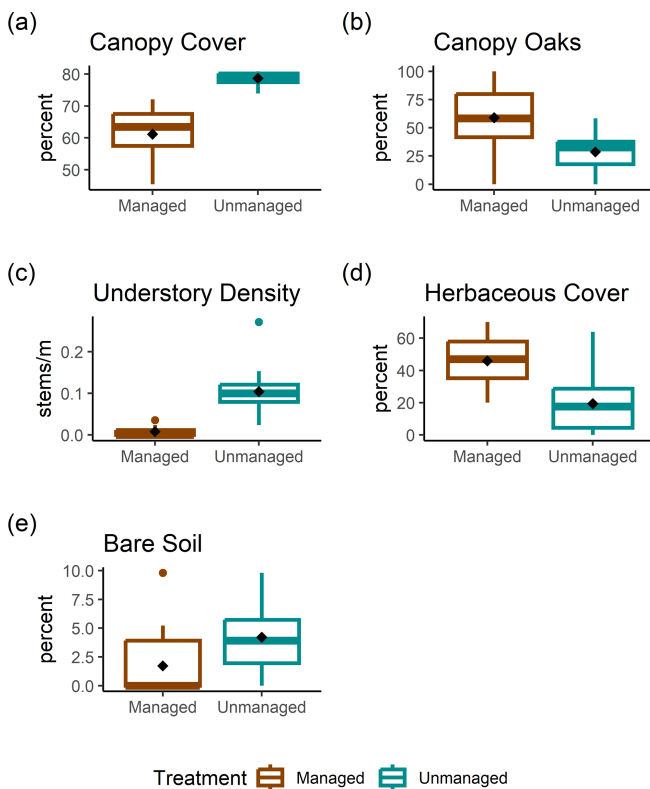 (a)
Canopy Cover
percent
80
70
60
50
Managed Unmanaged
(b)
Canopy Oaks
percent
100
75
50
25
0
Managed Unmanaged
(c)
Understory Density
stems/m
0.2
0.1
0.0
Managed Unmanaged
(d)
Herbaceous Cover
percent
60
40
20
0
Managed Unmanaged
(e)
Bare Soil
percent
10.0
7.5
5.0
2.5
0.0
Managed Unmanaged
Treatment Managed Unmanaged